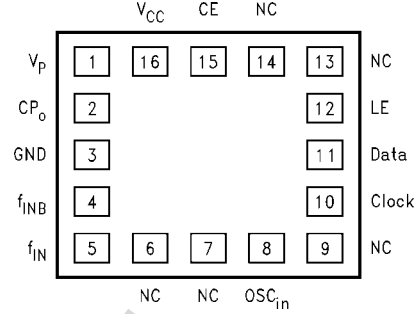 V_CC CE NC
V_P 1 16 15 14 13 NC
CP_o 2 12 LE
GND 3 11 Data
f_INB 4 10 Clock
f_IN 5 6 7 8 9 NC
NC NC OSC_in